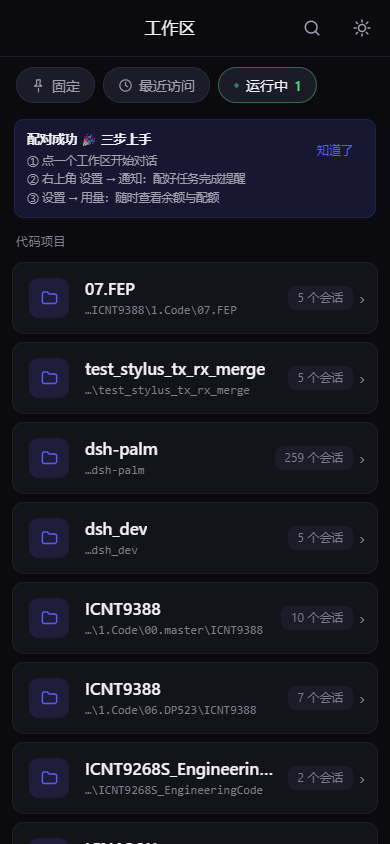 工作区
固定
最近访问
运行中 1
配对成功 🎉 三步上手
知道了
① 点一个工作区开始对话
② 右上角 设置 → 通知：配好任务完成提醒
③ 设置 → 用量：随时查看余额与配额
代码项目
07.FEP
…ICNT9388\1.Code\07.FEP
5 个会话
test_stylus_tx_rx_merge
…\test_stylus_tx_rx_merge
5 个会话
dsh-palm
…dsh-palm
259 个会话
dsh_dev
…dsh_dev
5 个会话
ICNT9388
…\1.Code\00.master\ICNT9388
10 个会话
ICNT9388
…\1.Code\06.DP523\ICNT9388
7 个会话
ICNT9268S_Engineerin...
…\ICNT9268S_EngineeringCode
2 个会话